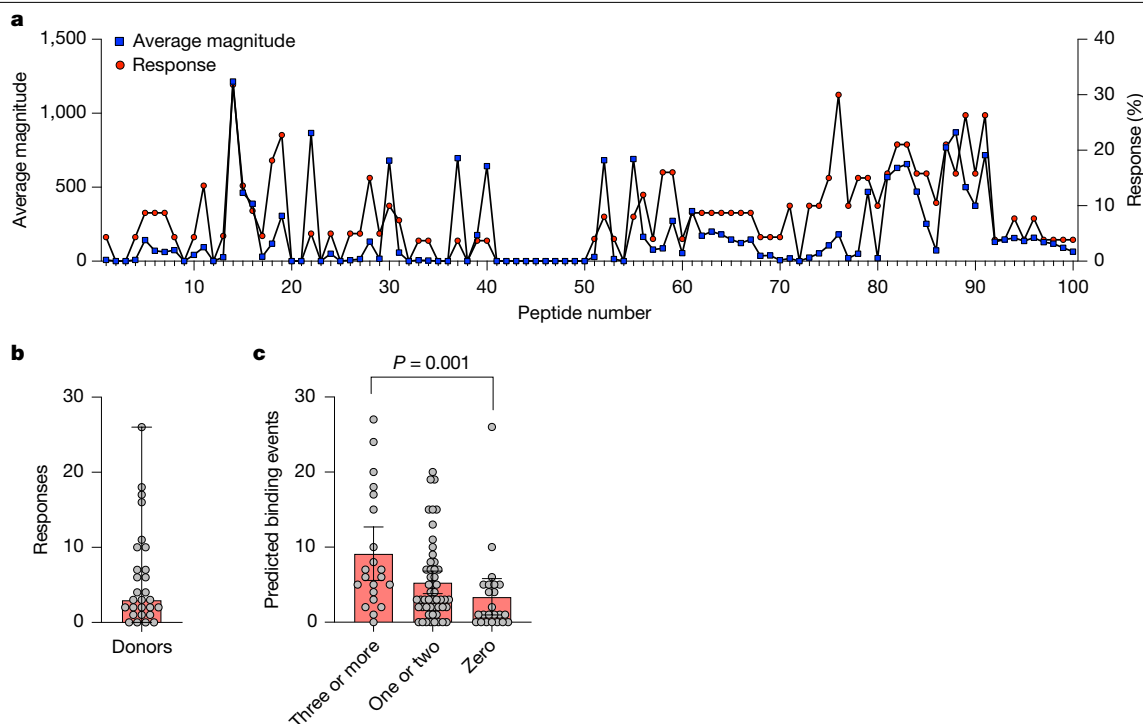 a
Average magnitude
Response
1,500
1,000
500
0
Average magnitude
40
30
20
10
0
Response (%)
10 20 30 40 50 60 70 80 90 100
Peptide number
b
30
20
10
0
Responses
Donors
c
P = 0.001
30
20
10
0
Predicted binding events
Three or more
One or two
Zero